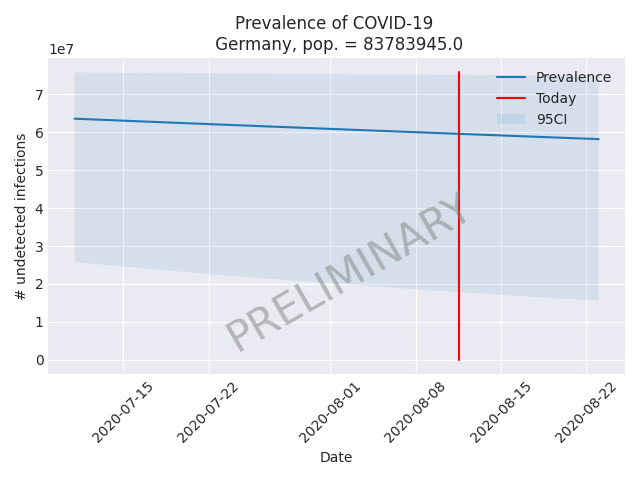 Prevalence of COVID-19
Germany, pop. = 83783945.0
1e7
Prevalence
Today
95CI
7
6
5
4
3
2
1
0
# undetected infections
PRELIMINARY
2020-07-15
2020-07-22
2020-08-01
2020-08-08
2020-08-15
2020-08-22
Date